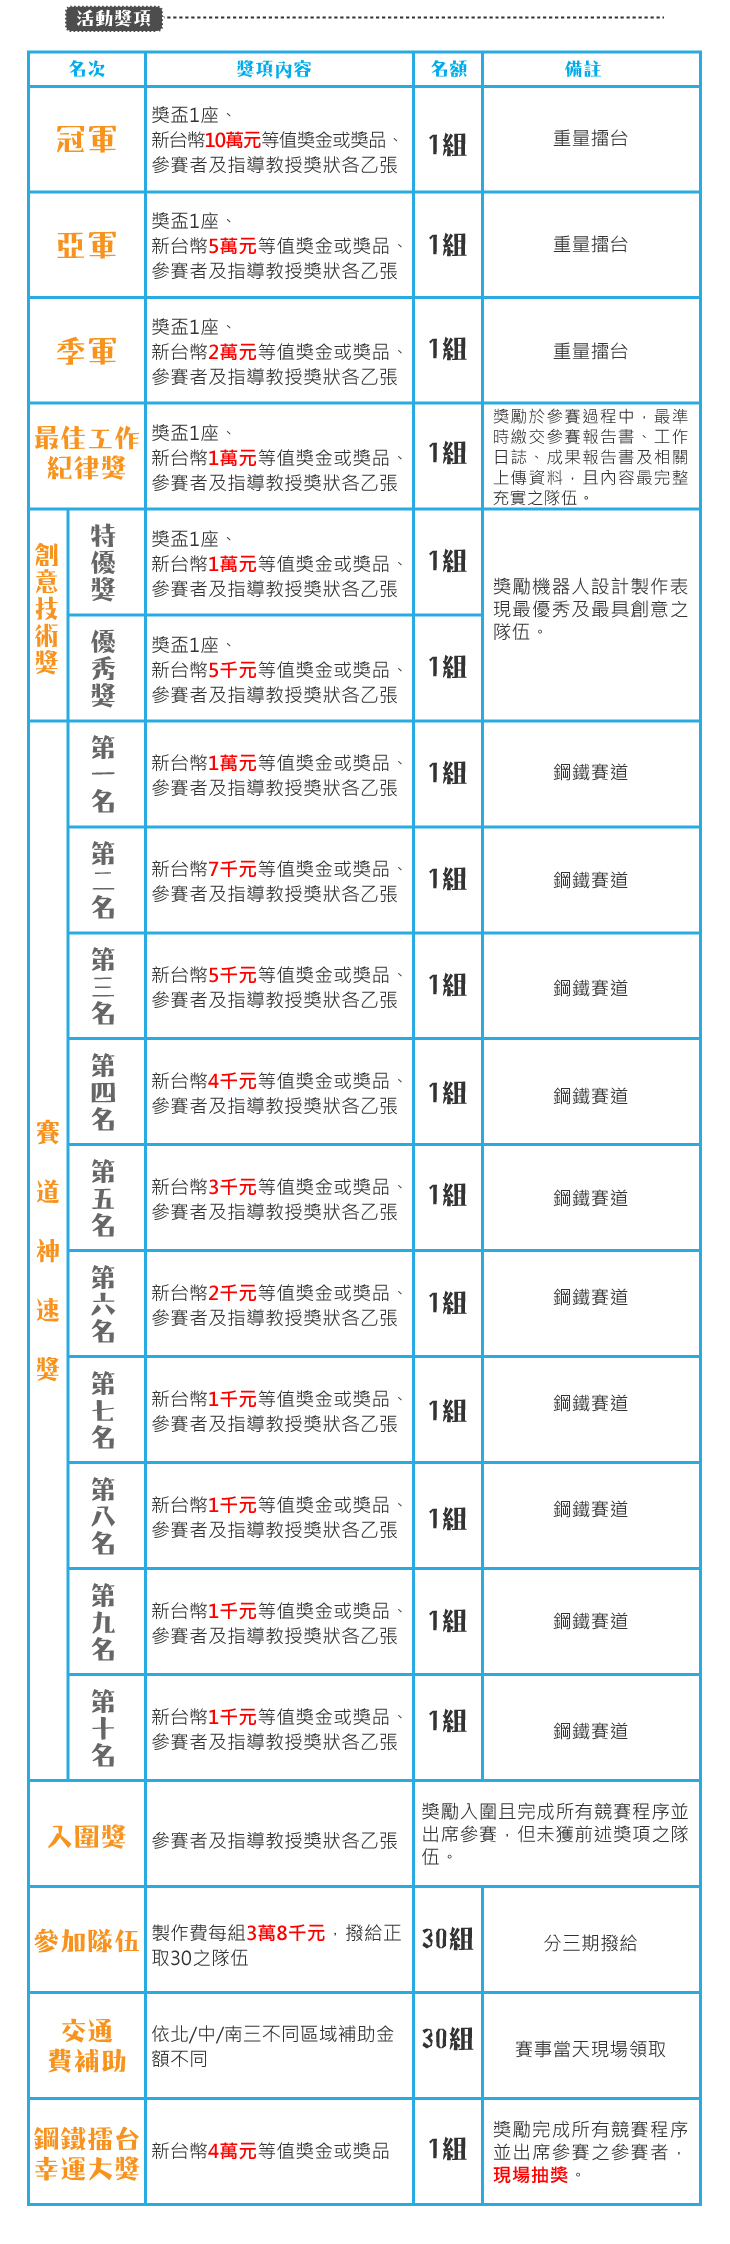 活動獎項
名次
獎項內容
名額
備註
冠軍
獎盃1座、
新台幣10萬元等值獎金或獎品、
參賽者及指導教授獎狀各乙張
1組
重量擂台
亞軍
獎盃1座、
新台幣5萬元等值獎金或獎品、
參賽者及指導教授獎狀各乙張
1組
重量擂台
季軍
獎盃1座、
新台幣2萬元等值獎金或獎品、
參賽者及指導教授獎狀各乙張
1組
重量擂台
最佳工作
紀律獎
獎盃1座、
新台幣1萬元等值獎金或獎品、
參賽者及指導教授獎狀各乙張
1組
獎勵於參賽過程中，最準
時繳交參賽報告書、工作
日誌、成果報告書及相關
上傳資料，且內容最完整
充實之隊伍。
創意技術獎
特優獎
獎盃1座、
新台幣1萬元等值獎金或獎品、
參賽者及指導教授獎狀各乙張
1組
獎勵機器人設計製作表
現最優秀及最具創意之
隊伍。
優秀獎
獎盃1座、
新台幣5千元等值獎金或獎品、
參賽者及指導教授獎狀各乙張
1組
賽道神速獎
第一名
新台幣1萬元等值獎金或獎品、
參賽者及指導教授獎狀各乙張
1組
鋼鐵賽道
第二名
新台幣7千元等值獎金或獎品、
參賽者及指導教授獎狀各乙張
1組
鋼鐵賽道
第三名
新台幣5千元等值獎金或獎品、
參賽者及指導教授獎狀各乙張
1組
鋼鐵賽道
第四名
新台幣4千元等值獎金或獎品、
參賽者及指導教授獎狀各乙張
1組
鋼鐵賽道
第五名
新台幣3千元等值獎金或獎品、
參賽者及指導教授獎狀各乙張
1組
鋼鐵賽道
第六名
新台幣2千元等值獎金或獎品、
參賽者及指導教授獎狀各乙張
1組
鋼鐵賽道
第七名
新台幣1千元等值獎金或獎品、
參賽者及指導教授獎狀各乙張
1組
鋼鐵賽道
第八名
新台幣1千元等值獎金或獎品、
參賽者及指導教授獎狀各乙張
1組
鋼鐵賽道
第九名
新台幣1千元等值獎金或獎品、
參賽者及指導教授獎狀各乙張
1組
鋼鐵賽道
第十名
新台幣1千元等值獎金或獎品、
參賽者及指導教授獎狀各乙張
1組
鋼鐵賽道
入圍獎
參賽者及指導教授獎狀各乙張
獎勵入圍且完成所有競賽程序並
出席參賽，但未獲前述獎項之隊
伍。
參加隊伍
製作費每組3萬8千元，撥給正
取30之隊伍
30組
分三期撥給
交通
費補助
依北/中/南三不同區域補助金
額不同
30組
賽事當天現場領取
鋼鐵擂台
幸運大獎
新台幣4萬元等值獎金或獎品
1組
獎勵完成所有競賽程序
並出席參賽之參賽者，
現場抽獎。